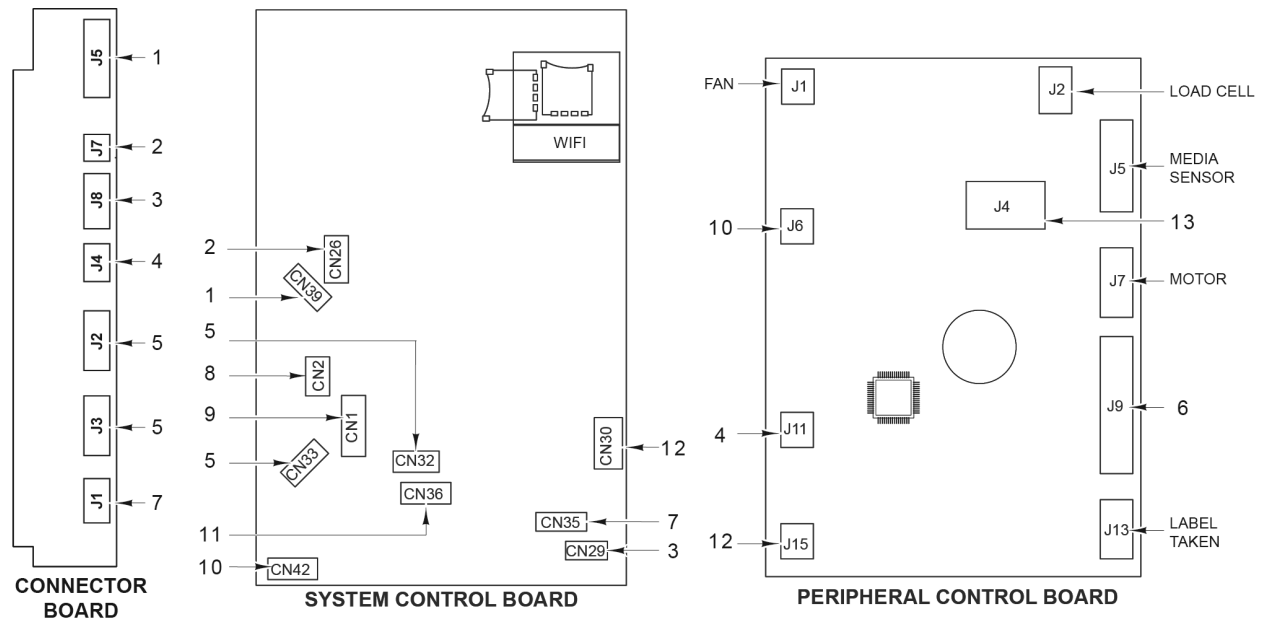 J5
1
J7
2
J8
3
J4
4
J2
5
J3
5
J1
7
CONNECTOR
BOARD
WIFI
2
CN26
1
CN39
5
8
CN2
9
CN1
5
CN33
CN32
CN30
12
CN36
11
CN35
7
CN29
3
10
CN42
SYSTEM CONTROL BOARD
FAN
J1
J2
LOAD CELL
J5
MEDIA
SENSOR
10
J6
J4
13
J7
MOTOR
J9
6
4
J11
12
J15
J13
LABEL
TAKEN
PERIPHERAL CONTROL BOARD